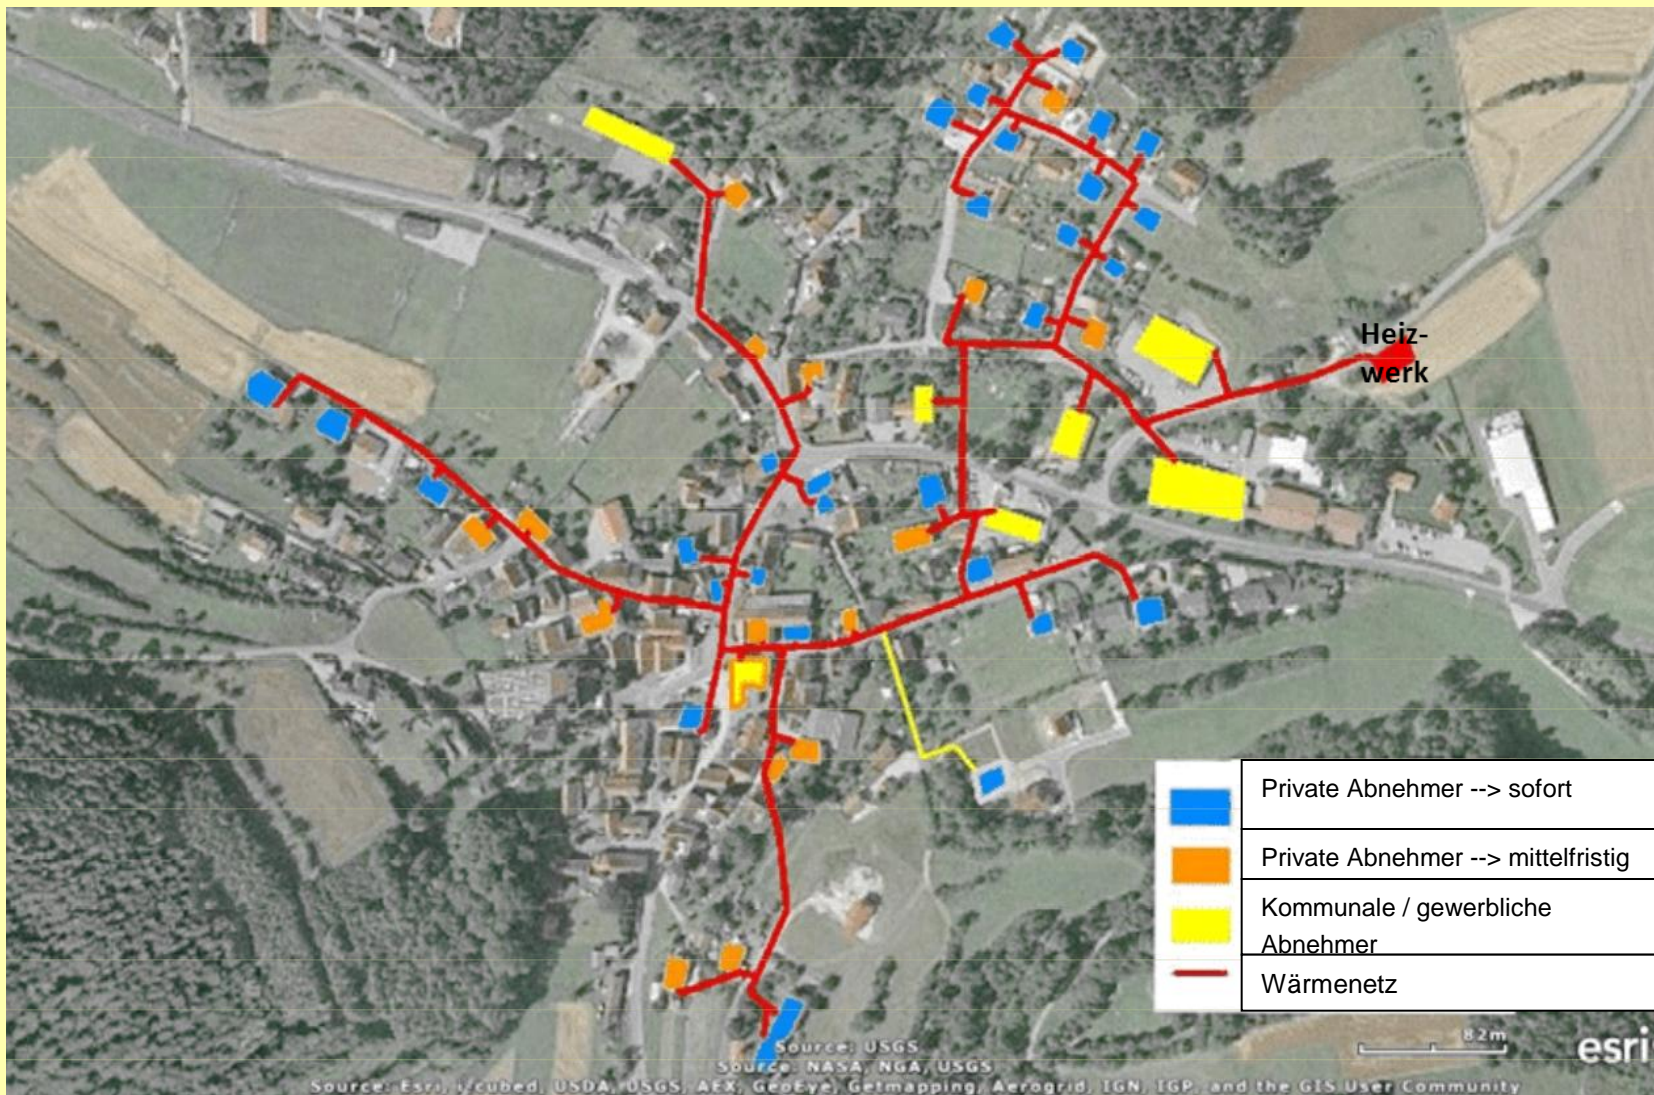 Heiz-
werk
Private Abnehmer --> sofort
Private Abnehmer --> mittelfristig
Kommunale / gewerbliche
Abnehmer
Wärmenetz
82m
esri
Source: USGS
Source: NASA, NGA, USGS
Source: Esri, i-cubed, USDA, USGS, AEX, GeoEye, Getmapping, Aerogrid, IGN, IGP, and the GIS User Community